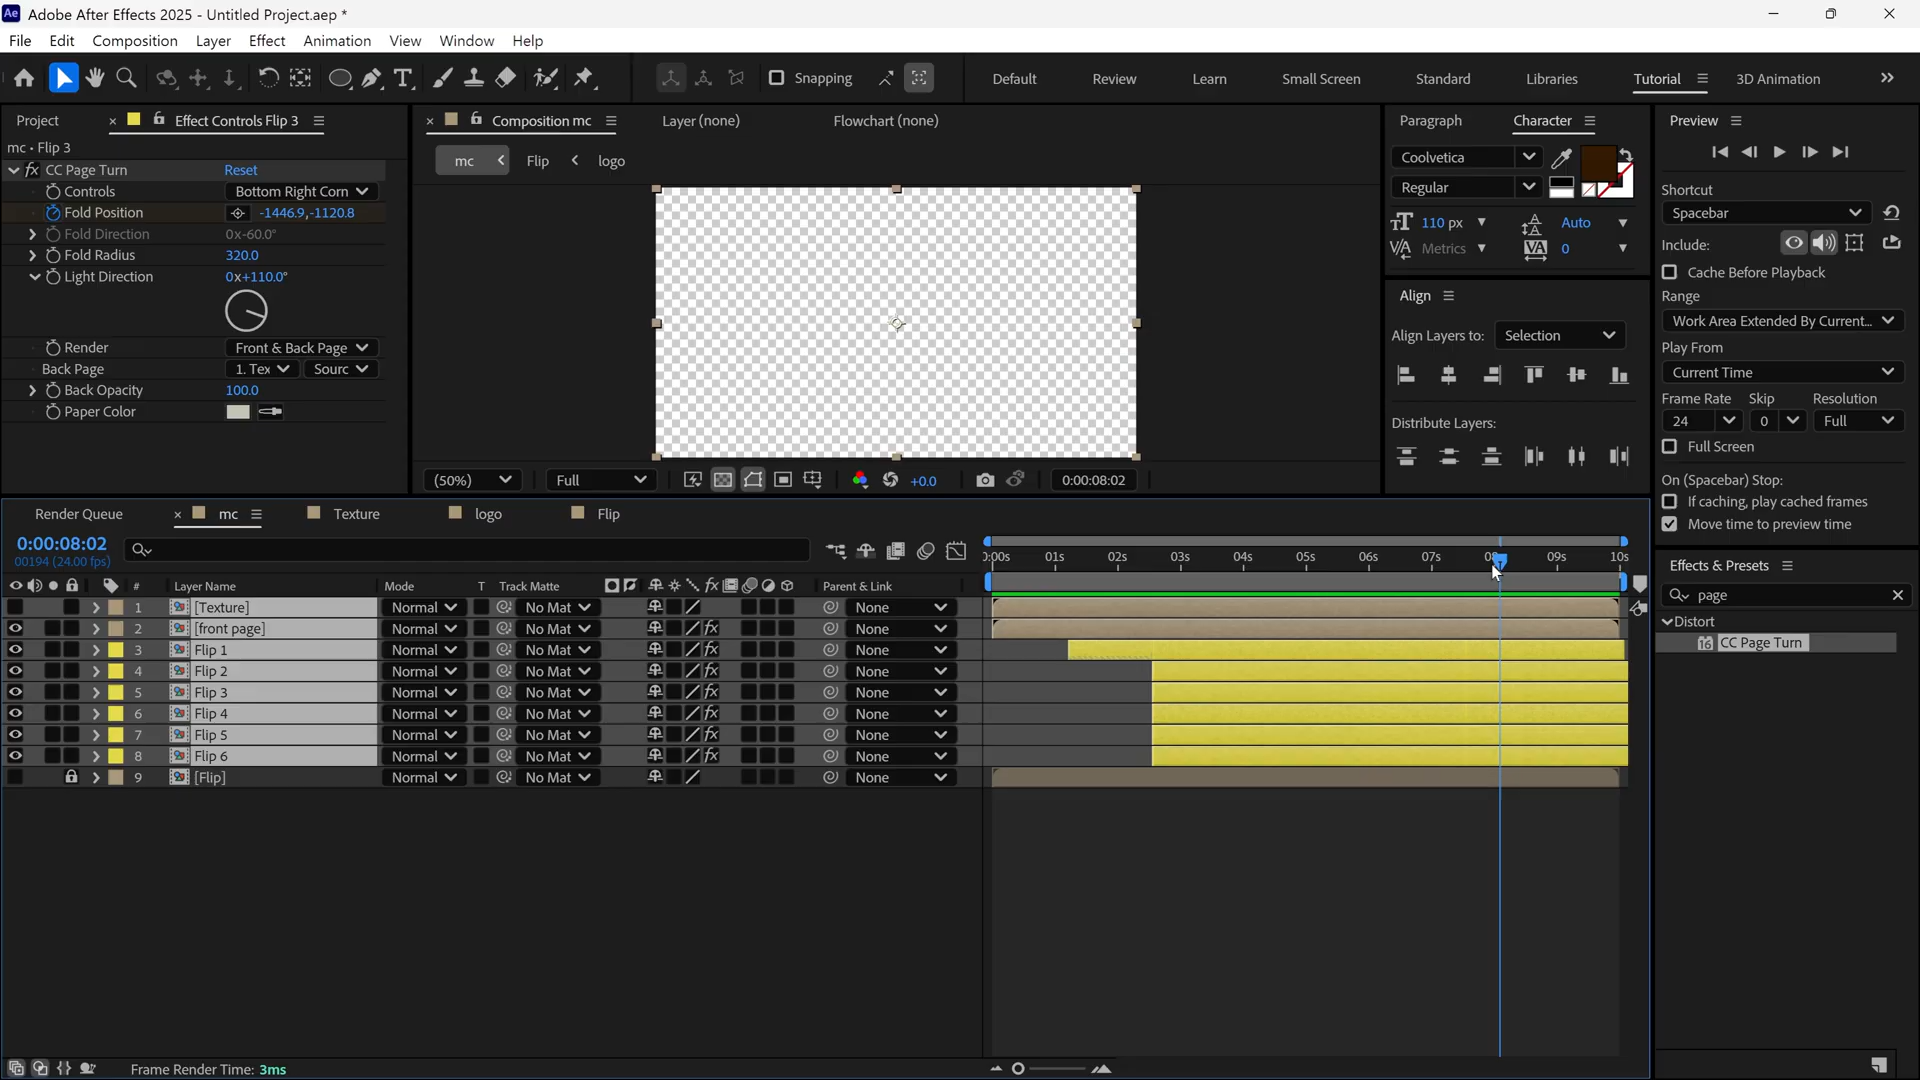 Ae Adobe After Effects 2025 - Untitled Project.aep *
File Edit Composition Layer Effect Animation View Window Help
Snapping Default Review Learn Small Screen Standard Libraries Tutorial 3D Animation
Project Effect Controls Flip 3
mc • Flip 3
fx CC Page Turn Reset
Controls Bottom Right Corn
Fold Position -1446.9,-1120.8
Fold Direction 0x-60.0°
Fold Radius 320.0
Light Direction 0x+110.0°
Render Front & Back Page
Back Page 1. Tex Sourc
Back Opacity 100.0
Paper Color
Composition mc Layer (none) Flowchart (none)
mc Flip logo
(50%) Full +0.0 0:00:08:02
Paragraph Character
Coolvetica
Regular
110 px Auto
Metrics 0
Align
Align Layers to: Selection
Distribute Layers:
Preview
Shortcut
Spacebar
Include:
Cache Before Playback
Range
Work Area Extended By Current...
Play From
Current Time
Frame Rate Skip Resolution
24 0 Full
Full Screen
On (Spacebar) Stop:
If caching, play cached frames
Move time to preview time
Effects & Presets
page
Distort
16 CC Page Turn
Render Queue mc Texture logo Flip
0:00:08:02
00194 (24.00 fps)
):00s 01s 02s 03s 04s 05s 06s 07s 09s 10s
# Layer Name Mode T Track Matte fx Parent & Link
1 [Texture] Normal No Mat None
2 [front page] Normal No Mat fx None
3 Flip 1 Normal No Mat fx None
4 Flip 2 Normal No Mat fx None
5 Flip 3 Normal No Mat fx None
6 Flip 4 Normal No Mat fx None
7 Flip 5 Normal No Mat fx None
8 Flip 6 Normal No Mat fx None
9 [Flip] Normal No Mat None
Frame Render Time: 3ms